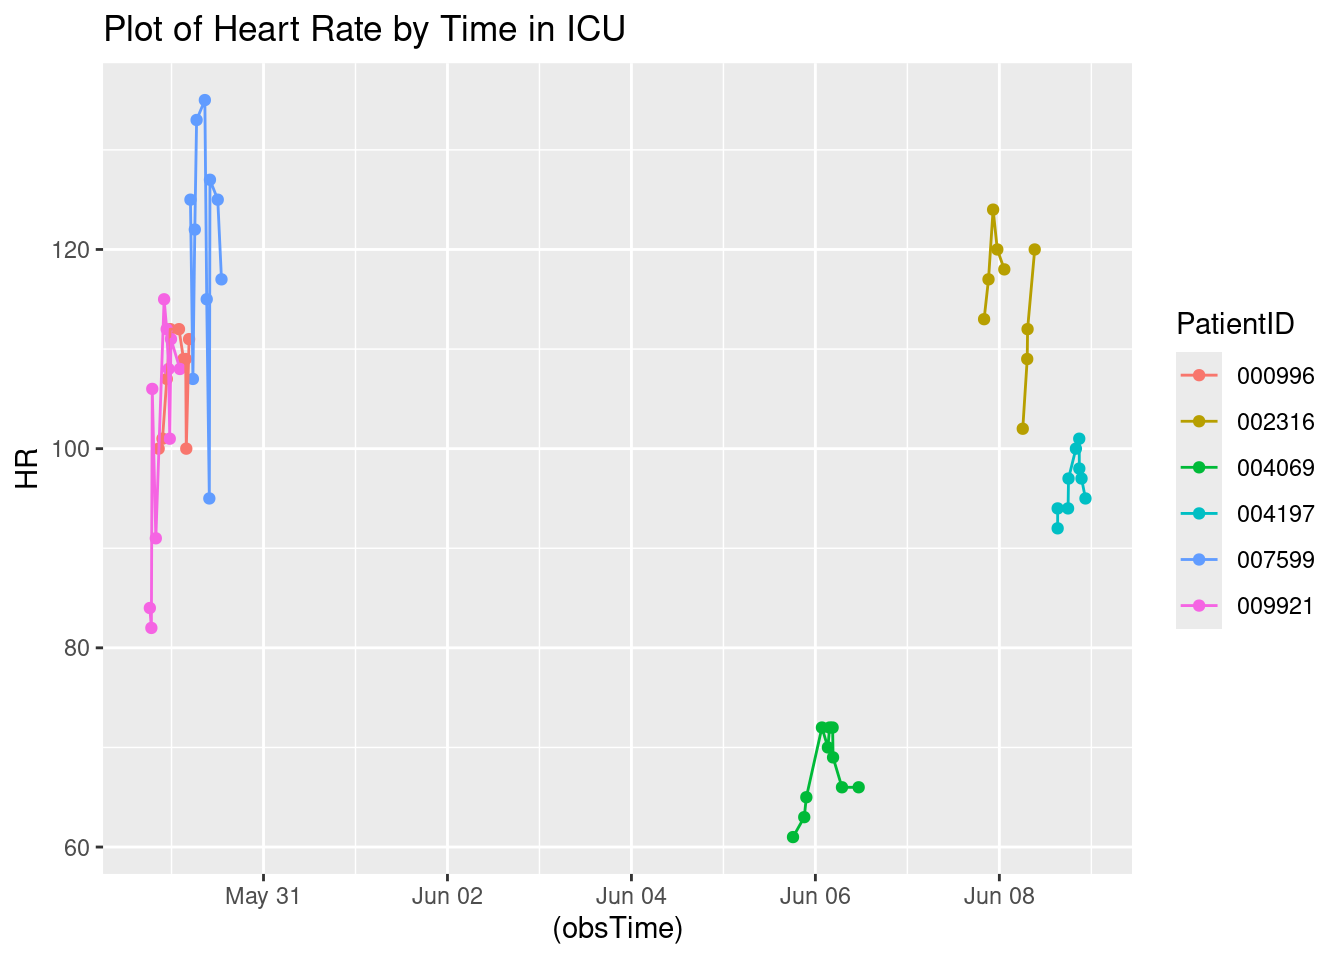 Plot of Heart Rate by Time in ICU
HR
120
100
80
60
May 31
Jun 02
Jun 04
Jun 06
Jun 08
(obsTime)
PatientID
000996
002316
004069
004197
007599
009921